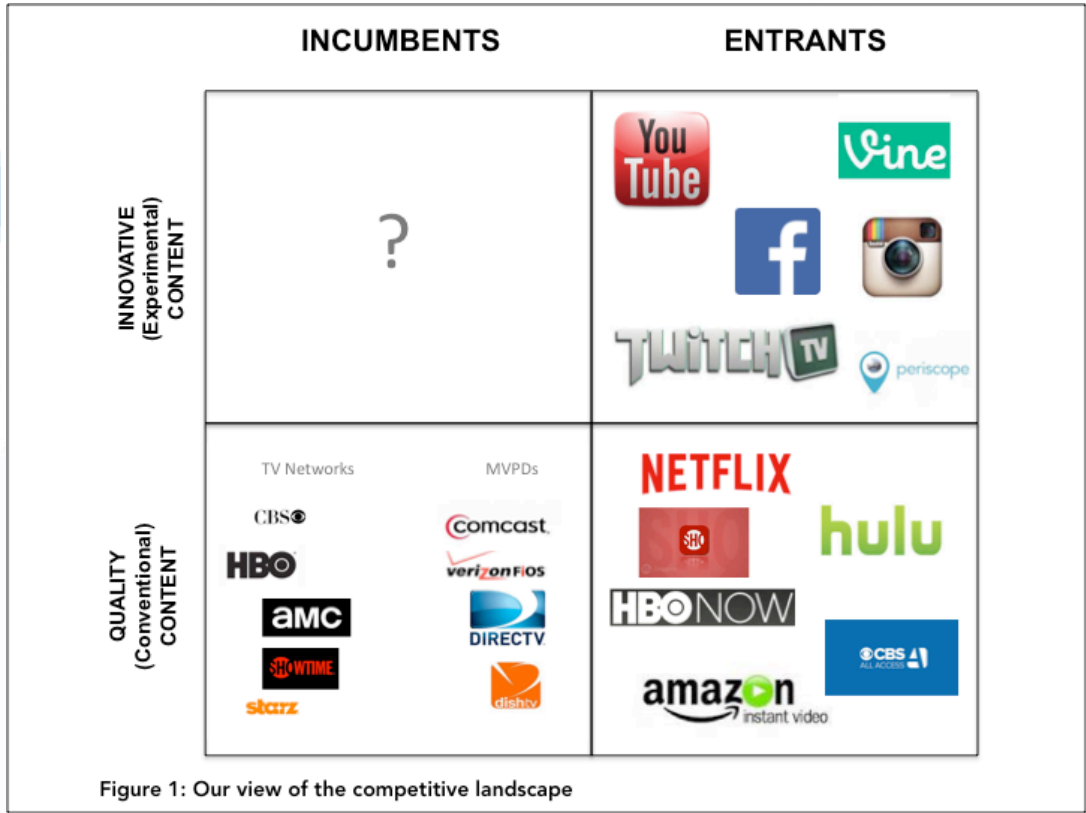 INCUMBENTS
ENTRANTS
INNOVATIVE
(Experimental)
CONTENT
?
You
Tube
Vine
f
TWiTCH TV
periscope
QUALITY
(Conventional)
CONTENT
TV Networks
MVPDs
CBS
HBO
aMC
SHOWTIME
starz
comcast
verizon FiOS
DIRECTV
dishtv
NETFLIX
SHO
hulu
HBO NOW
CBS
ALL ACCESS
amazon
instant video
Figure 1: Our view of the competitive landscape